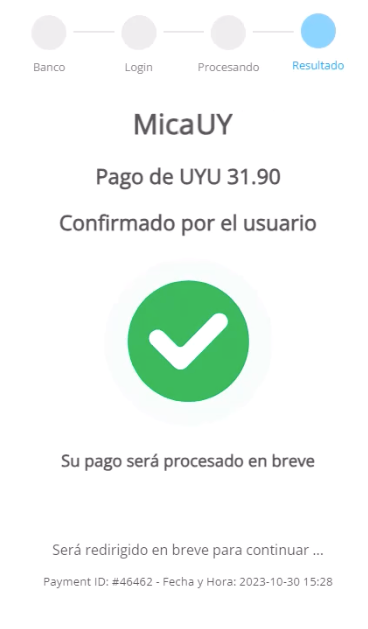 Banco Login Procesando Resultado
MicaUY
Pago de UYU 31.90
Confirmado por el usuario
Su pago será procesado en breve
Será redirigido en breve para continuar ...
Payment ID: #46462 - Fecha y Hora: 2023-10-30 15:28